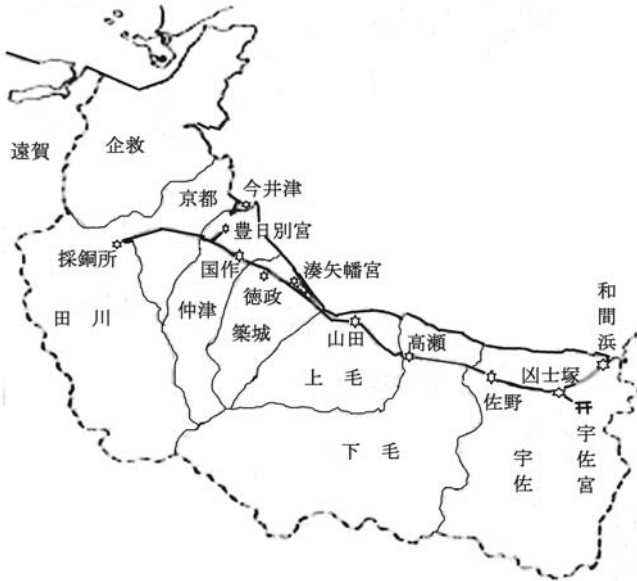 企救
遠賀
京都
今井津
豊日別宮
採銅所
国作
湊矢幡宮
徳政
仲津
田川
築城
和間浜
山田
高瀬
上毛
凶士塚
佐野
宇佐宮
下毛
宇佐